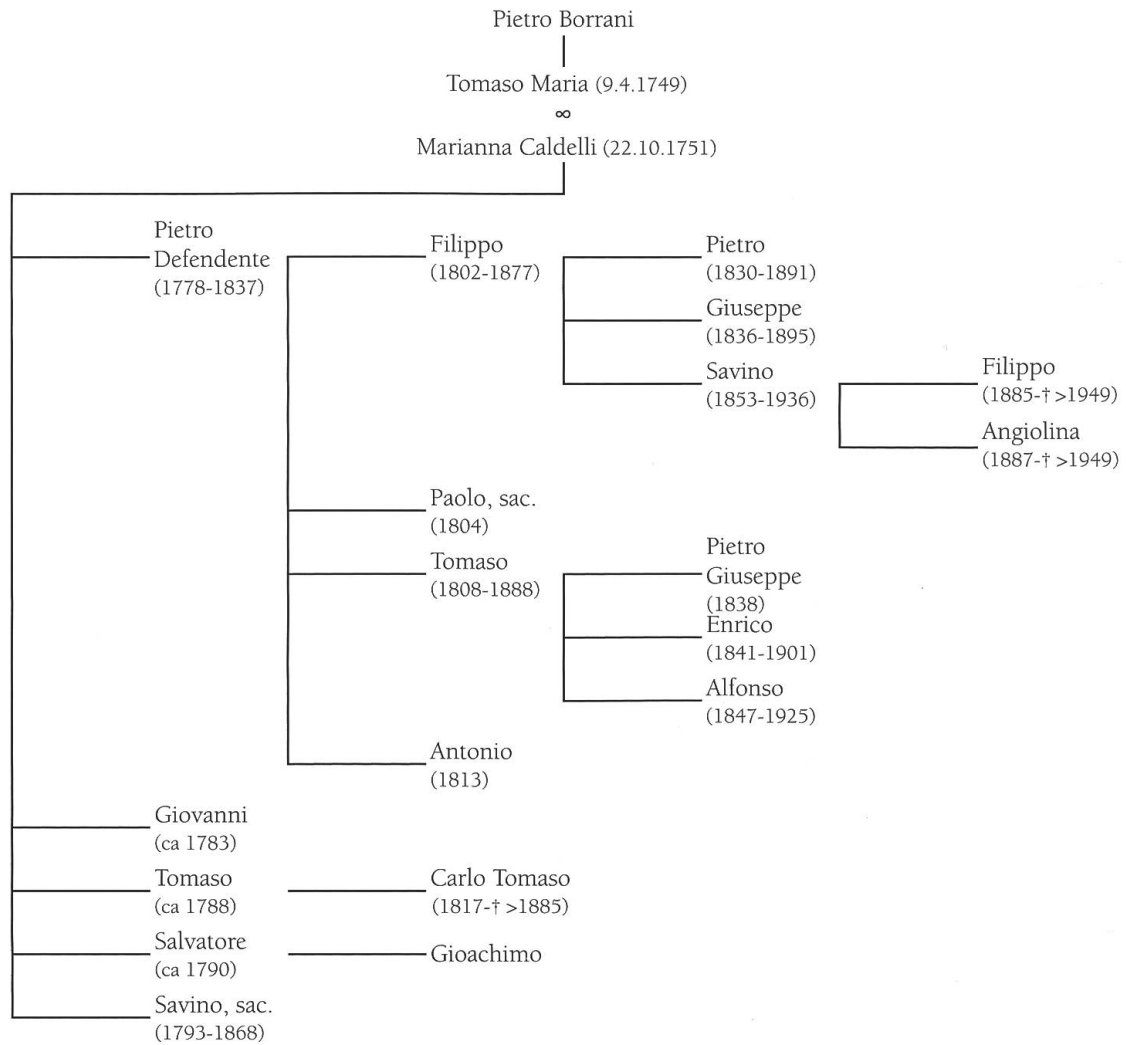 Pietro Borrani
Tomaso Maria (9.4.1749)
∞
Marianna Caldelli (22.10.1751)
Pietro
Defendente
(1778-1837)
Filippo
(1802-1877)
Pietro
(1830-1891)
Giuseppe
(1836-1895)
Savino
(1853-1936)
Filippo
(1885-† >1949)
Angiolina
(1887-† >1949)
Paolo, sac.
(1804)
Tomaso
(1808-1888)
Pietro
Giuseppe
(1838)
Enrico
(1841-1901)
Alfonso
(1847-1925)
Antonio
(1813)
Giovanni
(ca 1783)
Tomaso
(ca 1788)
Carlo Tomaso
(1817-† >1885)
Salvatore
(ca 1790)
Gioachimo
Savino, sac.
(1793-1868)